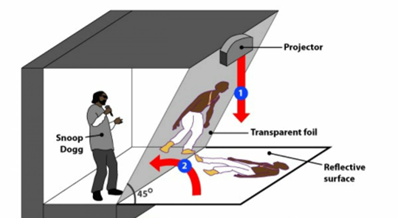 Projector
1
Snoop
Dogg
Transparent foil
2
Reflective
surface
45°